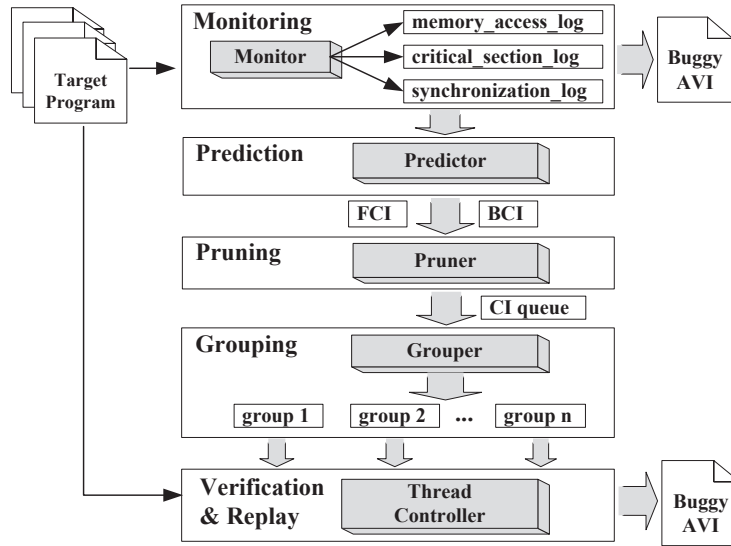 Monitoring
memory_access_log
Monitor
critical_section_log
synchronization_log
Target
Program
Buggy
AVI
Prediction
Predictor
FCI
BCI
Pruning
Pruner
CI queue
Grouping
Grouper
group 1
group 2
...
group n
Verification
& Replay
Thread
Controller
Buggy
AVI